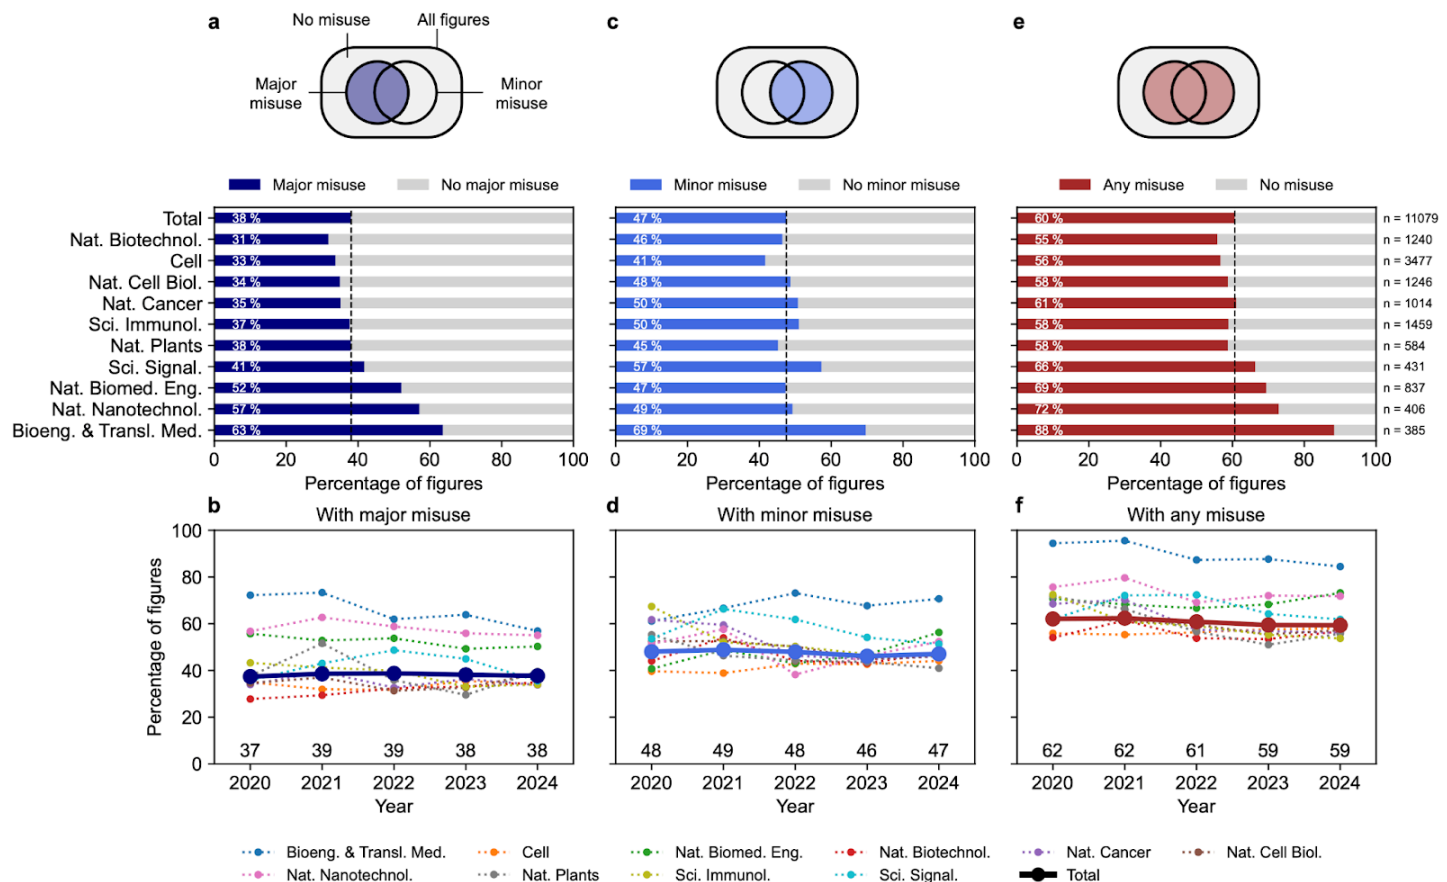 a
No misuse
All figures
Major
misuse
Minor
misuse
Major misuse
No major misuse
Total
38 %
Nat. Biotechnol.
31 %
Cell
33 %
Nat. Cell Biol.
34 %
Nat. Cancer
35 %
Sci. Immunol.
37 %
Nat. Plants
38 %
Sci. Signal.
41 %
Nat. Biomed. Eng.
52 %
Nat. Nanotechnol.
57 %
Bioeng. & Transl. Med.
63 %
0 20 40 60 80 100
Percentage of figures
c
Minor misuse
No minor misuse
47 %
46 %
41 %
48 %
50 %
50 %
45 %
57 %
47 %
49 %
69 %
0 20 40 60 80 100
Percentage of figures
e
Any misuse
No misuse
60 %
n = 11079
55 %
n = 1240
56 %
n = 3477
58 %
n = 1246
61 %
n = 1014
58 %
n = 1459
58 %
n = 584
66 %
n = 431
69 %
n = 837
72 %
n = 406
88 %
n = 385
0 20 40 60 80 100
Percentage of figures
b
With major misuse
Percentage of figures
100
80
60
40
20
0
37 39 39 38 38
2020 2021 2022 2023 2024
Year
d
With minor misuse
48 49 48 46 47
2020 2021 2022 2023 2024
Year
f
With any misuse
62 62 61 59 59
2020 2021 2022 2023 2024
Year
Bioeng. & Transl. Med.
Cell
Nat. Biomed. Eng.
Nat. Biotechnol.
Nat. Cancer
Nat. Cell Biol.
Nat. Nanotechnol.
Nat. Plants
Sci. Immunol.
Sci. Signal.
Total